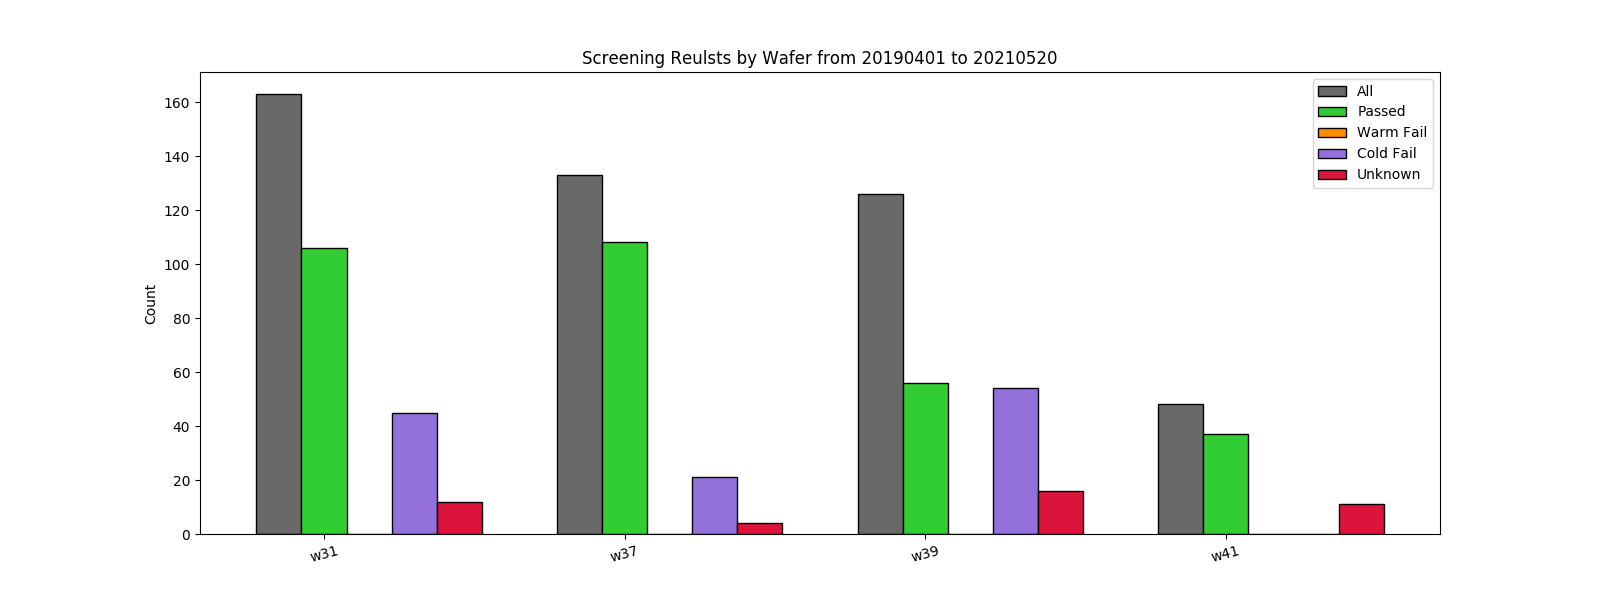 Screening Reulsts by Wafer from 20190401 to 20210520
All
Passed
Warm Fail
Cold Fail
Unknown
160
140
120
100
80
60
40
20
0
Count
w31
w37
w39
w41